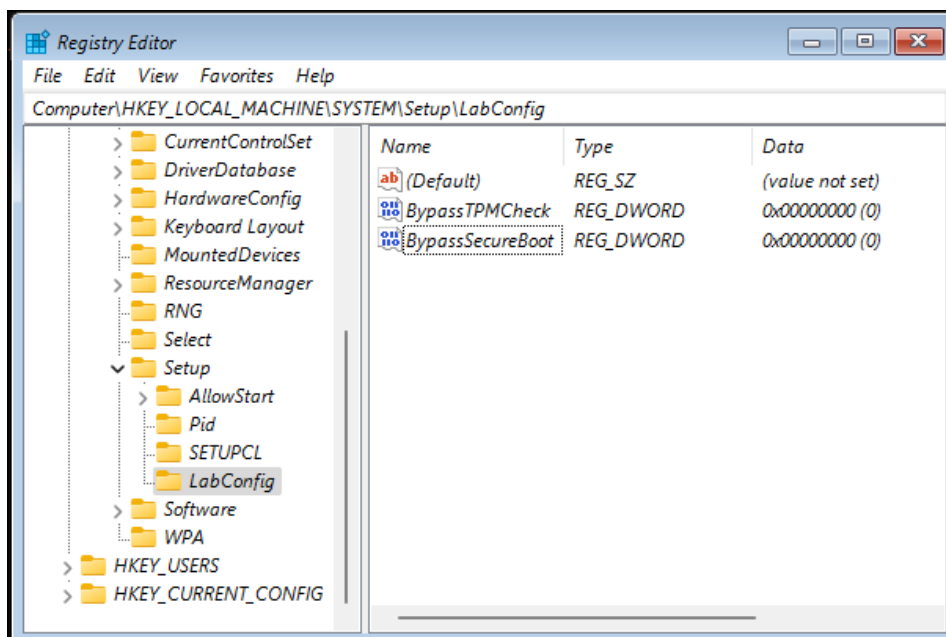 Registry Editor
File Edit View Favorites Help
Computer\HKEY_LOCAL_MACHINE\SYSTEM\Setup\LabConfig
CurrentControlSet
DriverDatabase
HardwareConfig
Keyboard Layout
MountedDevices
ResourceManager
RNG
Select
Setup
AllowStart
Pid
SETUPCL
LabConfig
Software
WPA
HKEY_USERS
HKEY_CURRENT_CONFIG
Name Type Data
(Default) REG_SZ (value not set)
BypassTPMCheck REG_DWORD 0x00000000 (0)
BypassSecureBoot REG_DWORD 0x00000000 (0)